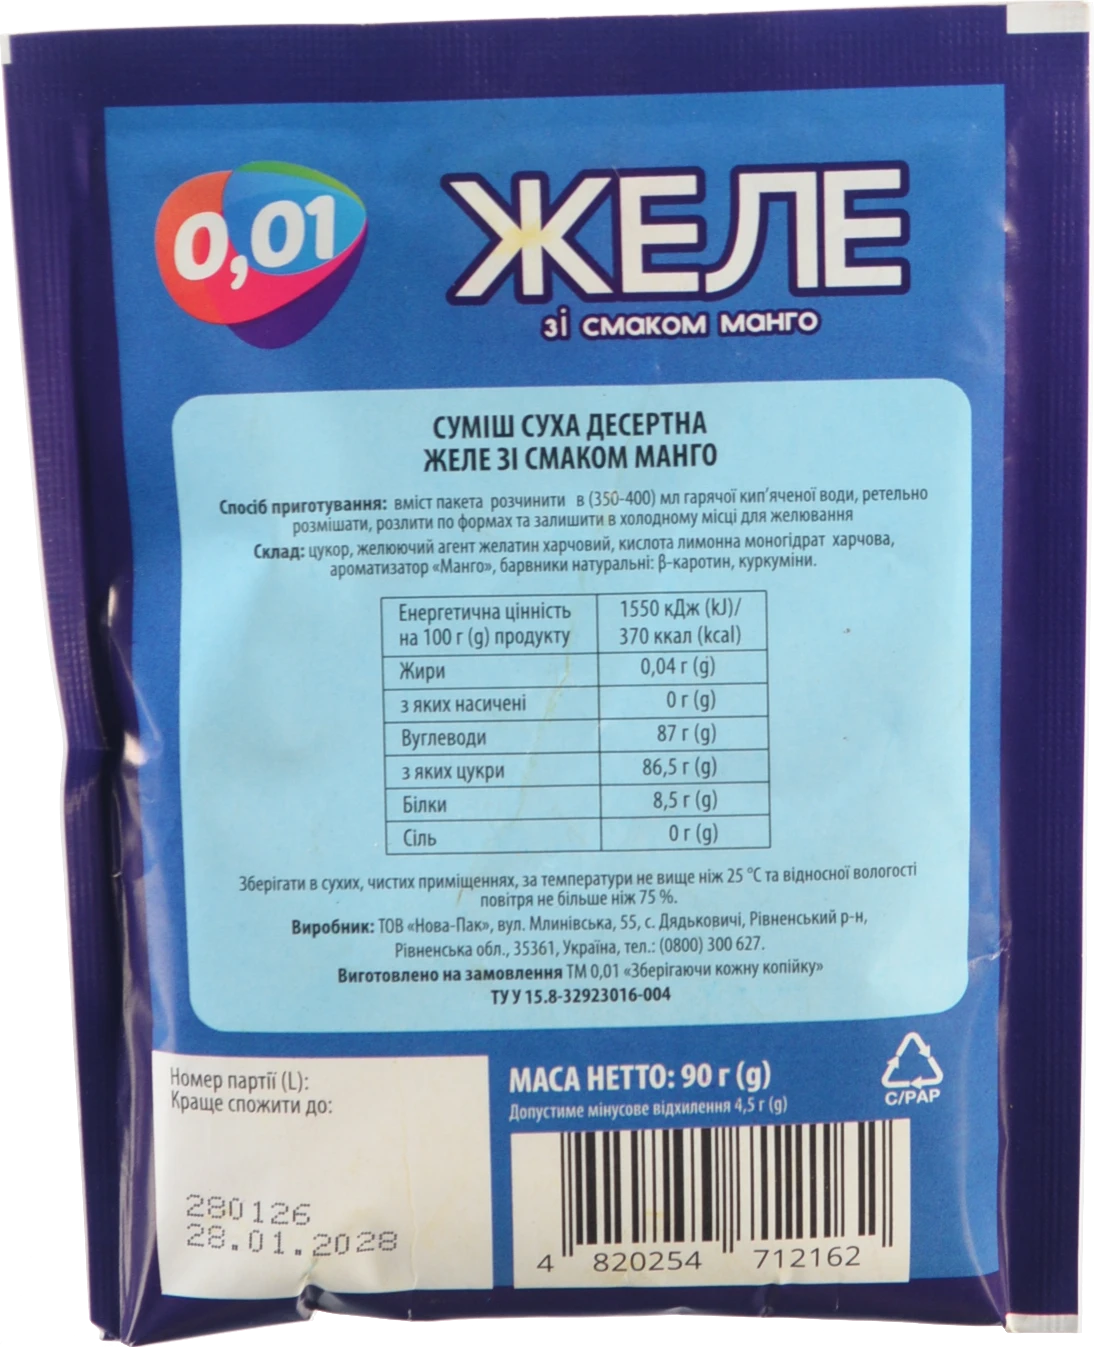 0,01
ЖЕЛЕ
зі смаком манго
СУМІШ СУХА ДЕСЕРТНА
ЖЕЛЕ ЗІ СМАКОМ МАНГО
Спосіб приготування: вміст пакета розчинити в (350-400) мл гарячої кип'яченої води, ретельно
розмішати, розлити по формах та залишити в холодному місці для желювання
Склад: цукор, желюючий агент желатин харчовий, кислота лимонна моногідрат харчова,
ароматизатор «Манго», барвники натуральні: β-каротин, куркуміни.
Енергетична цінність 1550 кДж (kJ)/
на 100 г (g) продукту 370 ккал (kcal)
Жири 0,04 г (g)
з яких насичені 0 г (g)
Вуглеводи 87 г (g)
з яких цукри 86,5 г (g)
Білки 8,5 г (g)
Сіль 0 г (g)
Зберігати в сухих, чистих приміщеннях, за температури не вище ніж 25 °С та відносної вологості
повітря не більше ніж 75 %.
Виробник: ТОВ «Нова-Пак», вул. Млинівська, 55, с. Дядьковичі, Рівненський р-н,
Рівненська обл., 35361, Україна, тел.: (0800) 300 627.
Виготовлено на замовлення ТМ 0,01 «Зберігаючи кожну копійку»
ТУ У 15.8-32923016-004
Номер партії (L):
Краще спожити до:
280126
28.01.2028
МАСА НЕТТО: 90 г (g)
Допустиме мінусове відхилення 4,5 г (g)
C/PAP
4 820254 712162